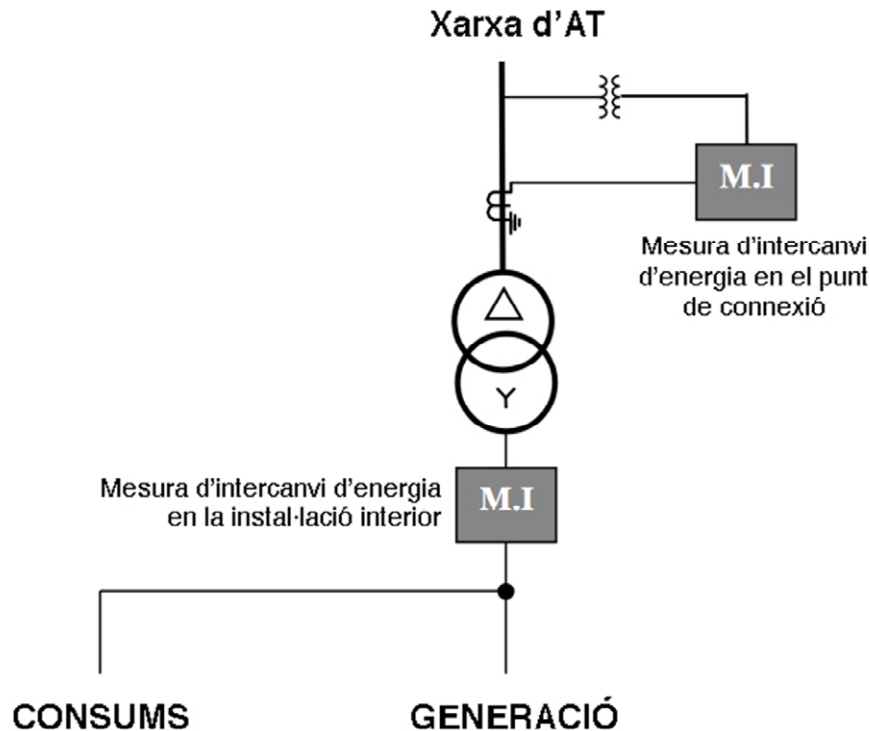 Xarxa d'AT
M.I
Mesura d'intercanvi
d'energia en el punt
de connexió
Y
Mesura d'intercanvi d'energia
en la instal·lació interior
M.I
CONSUMS
GENERACIÓ